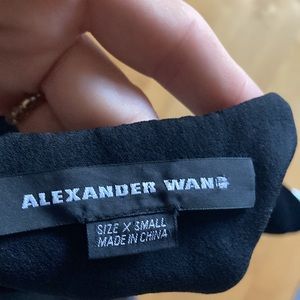 ALEXANDER WANG
SIZE X SMALL
MADE IN CHINA